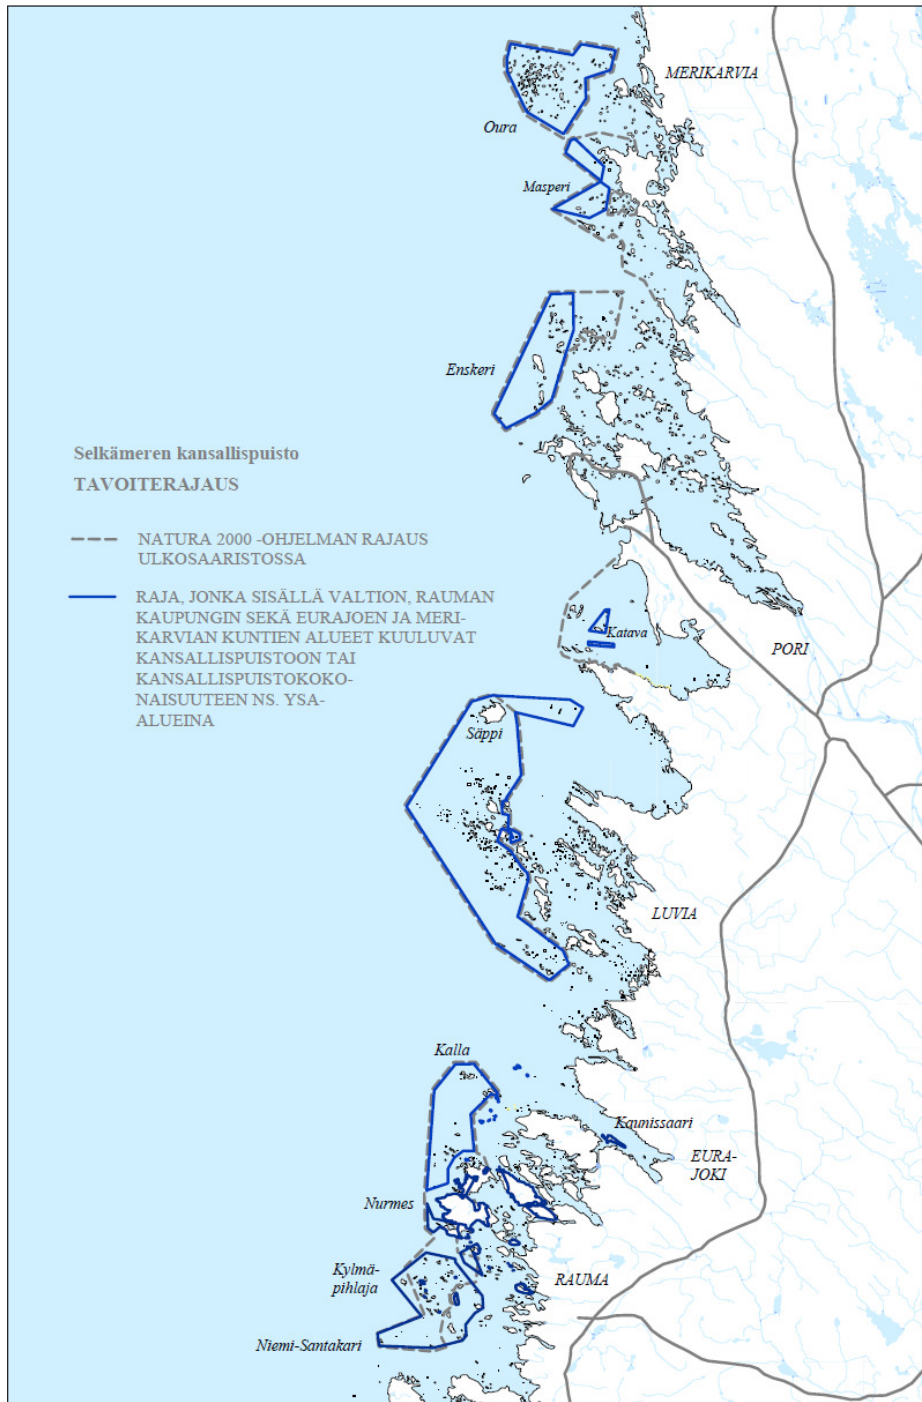 MERIKARVIA
Oura
Masperi
Enskeri
Selkämeren kansallispuisto
TAVOITERAJAUS
NATURA 2000 -OHJELMAN RAJAUS
ULKOSAARISTOSSA
RAJA, JONKA SISÄLLÄ VALTION, RAUMAN
KAUPUNGIN SEKÄ EURAJOEN JA MERI-
KARVIAN KUNTIEN ALUEET KUULUVAT
KANSALLISPUISTOON TAI
KANSALLISPUISTOKOKO-
NAISUUTEEN NS. YSA-
ALUEINA
Katava
PORI
Säppi
LUVIA
Kalla
Kaunissaari
EURA-
JOKI
Nurmes
Kylmä-
pihlaja
RAUMA
Niemi-Santakari